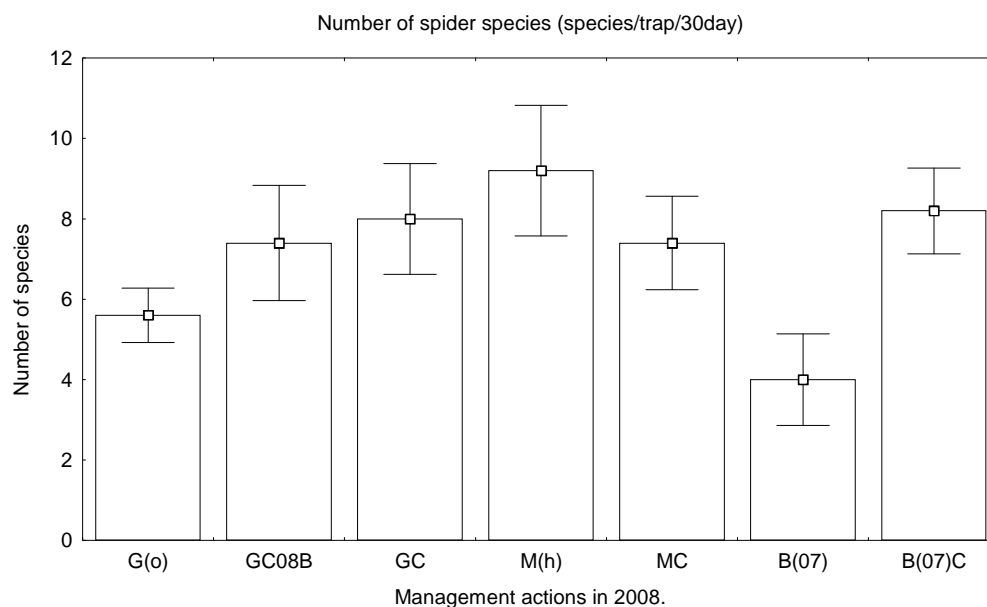 Number of spider species (species/trap/30day)
12
10
8
6
4
2
0
Number of species
G(o) GC08B GC M(h) MC B(07) B(07)C
Management actions in 2008.